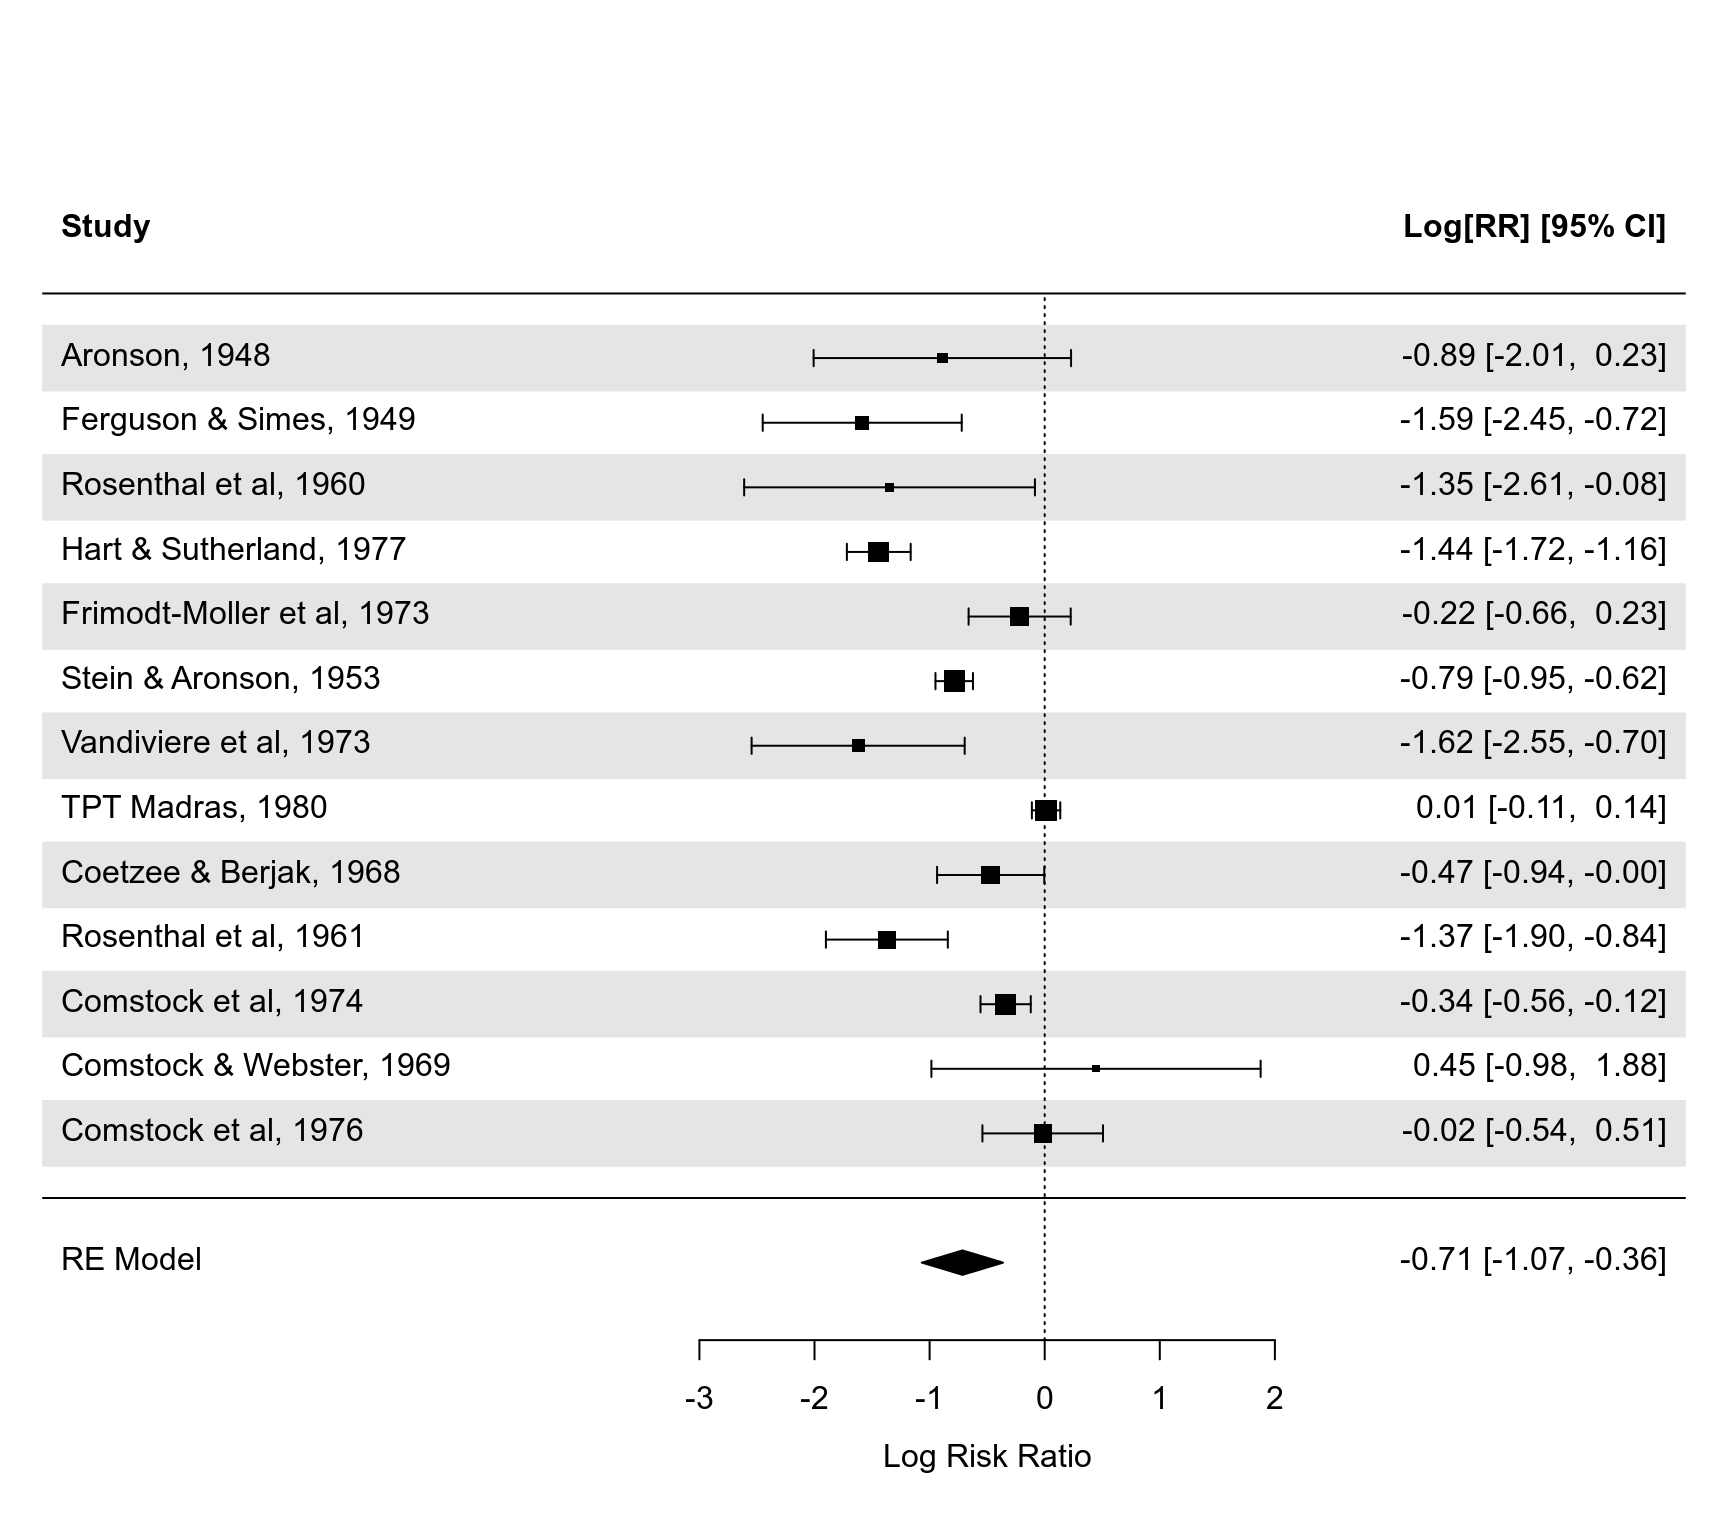 Study Log[RR] [95% CI]
Aronson, 1948 -0.89 [-2.01, 0.23]
Ferguson & Simes, 1949 -1.59 [-2.45, -0.72]
Rosenthal et al, 1960 -1.35 [-2.61, -0.08]
Hart & Sutherland, 1977 -1.44 [-1.72, -1.16]
Frimodt-Moller et al, 1973 -0.22 [-0.66, 0.23]
Stein & Aronson, 1953 -0.79 [-0.95, -0.62]
Vandiviere et al, 1973 -1.62 [-2.55, -0.70]
TPT Madras, 1980 0.01 [-0.11, 0.14]
Coetzee & Berjak, 1968 -0.47 [-0.94, -0.00]
Rosenthal et al, 1961 -1.37 [-1.90, -0.84]
Comstock et al, 1974 -0.34 [-0.56, -0.12]
Comstock & Webster, 1969 0.45 [-0.98, 1.88]
Comstock et al, 1976 -0.02 [-0.54, 0.51]
RE Model -0.71 [-1.07, -0.36]
-3 -2 -1 0 1 2
Log Risk Ratio